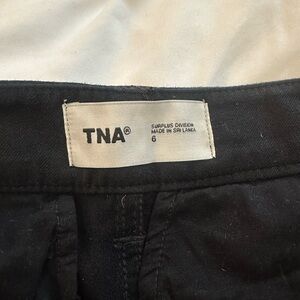 TNA®
SURPLUS DIVISION
MADE IN SRI LANKA
6